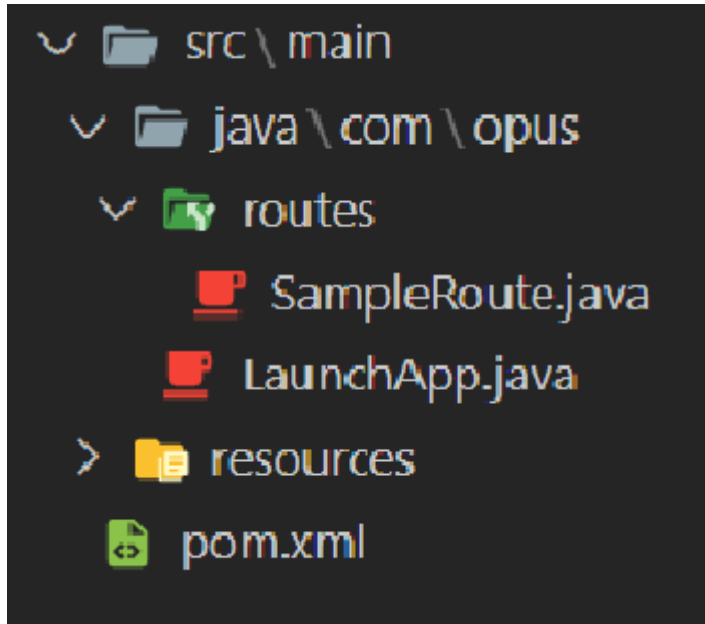 src \ main
java \ com \ opus
routes
SampleRoute.java
LaunchApp.java
resources
pom.xml